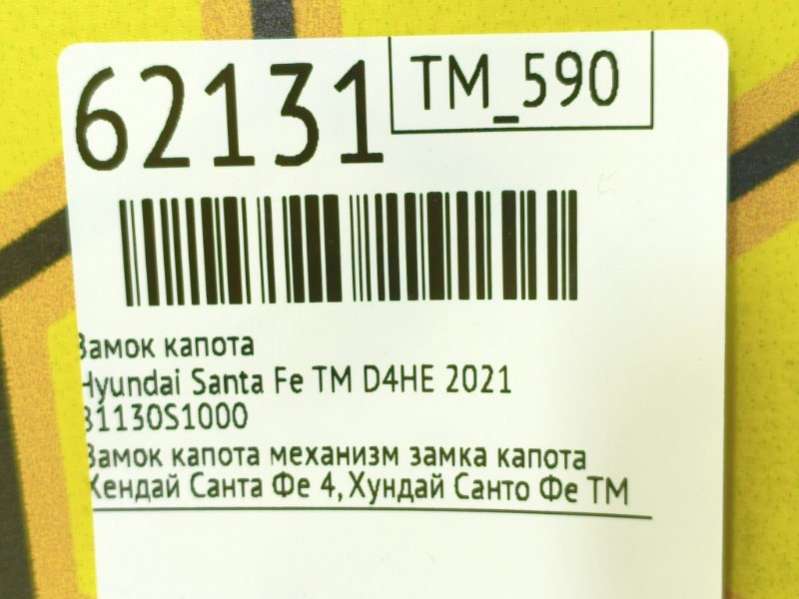 62131
TM_590
Замок капота
Hyundai Santa Fe TM D4HE 2021
81130S1000
Замок капота механизм замка капота
Хендай Санта Фе 4, Хундай Санто Фе ТМ